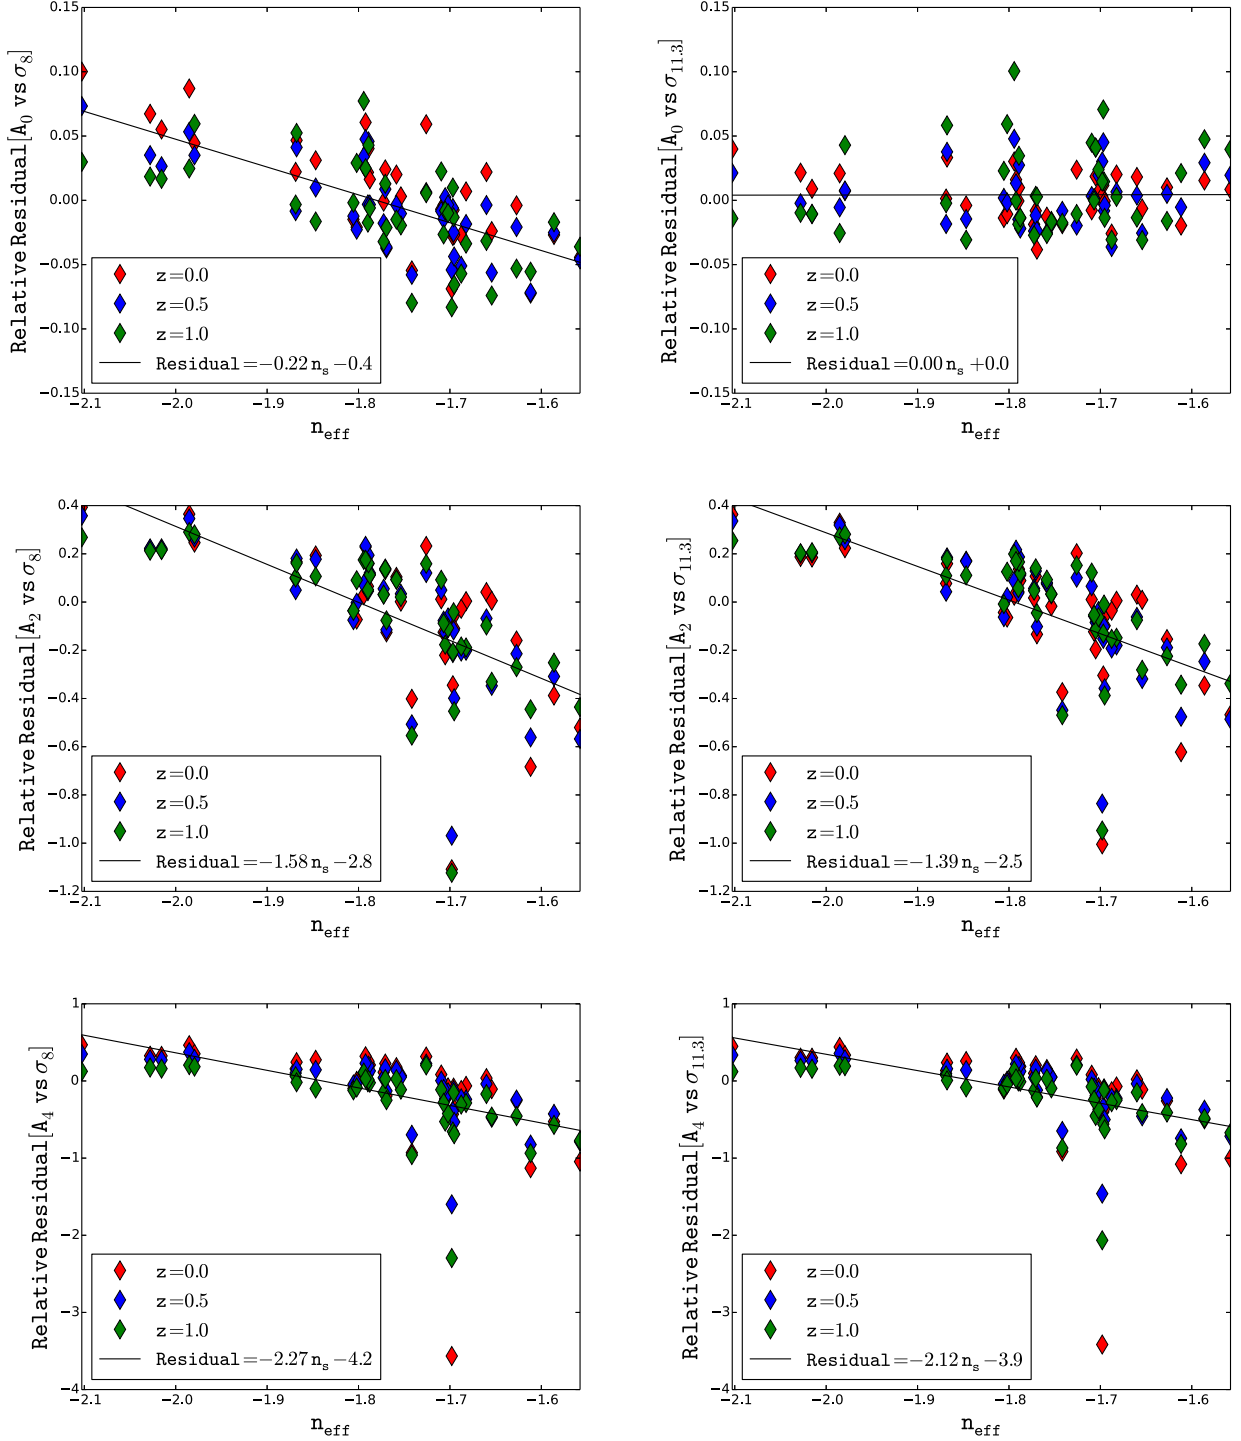 0.15
0.10
0.05
0.00
−0.05
−0.10
−0.15
Relative Residual[A₀ vs σ₈]
z=0.0
z=0.5
z=1.0
Residual=−0.22 nₛ −0.4
−2.1 −2.0 −1.9 −1.8 −1.7 −1.6
n_eff
0.15
0.10
0.05
0.00
−0.05
−0.10
−0.15
Relative Residual[A₀ vs σ₁₁.₃]
z=0.0
z=0.5
z=1.0
Residual=0.00 nₛ +0.0
−2.1 −2.0 −1.9 −1.8 −1.7 −1.6
n_eff
0.4
0.2
0.0
−0.2
−0.4
−0.6
−0.8
−1.0
−1.2
Relative Residual[A₂ vs σ₈]
z=0.0
z=0.5
z=1.0
Residual=−1.58 nₛ −2.8
−2.1 −2.0 −1.9 −1.8 −1.7 −1.6
n_eff
0.4
0.2
0.0
−0.2
−0.4
−0.6
−0.8
−1.0
−1.2
Relative Residual[A₂ vs σ₁₁.₃]
z=0.0
z=0.5
z=1.0
Residual=−1.39 nₛ −2.5
−2.1 −2.0 −1.9 −1.8 −1.7 −1.6
n_eff
1
0
−1
−2
−3
−4
Relative Residual[A₄ vs σ₈]
z=0.0
z=0.5
z=1.0
Residual=−2.27 nₛ −4.2
−2.1 −2.0 −1.9 −1.8 −1.7 −1.6
n_eff
1
0
−1
−2
−3
−4
Relative Residual[A₄ vs σ₁₁.₃]
z=0.0
z=0.5
z=1.0
Residual=−2.12 nₛ −3.9
−2.1 −2.0 −1.9 −1.8 −1.7 −1.6
n_eff